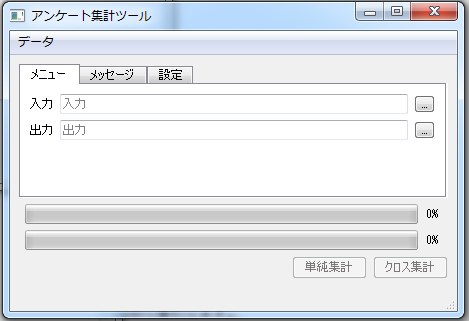 アンケート集計ツール
データ
メニュー メッセージ 設定
入力 入力 ...
出力 出力 ...
0%
0%
単純集計 クロス集計